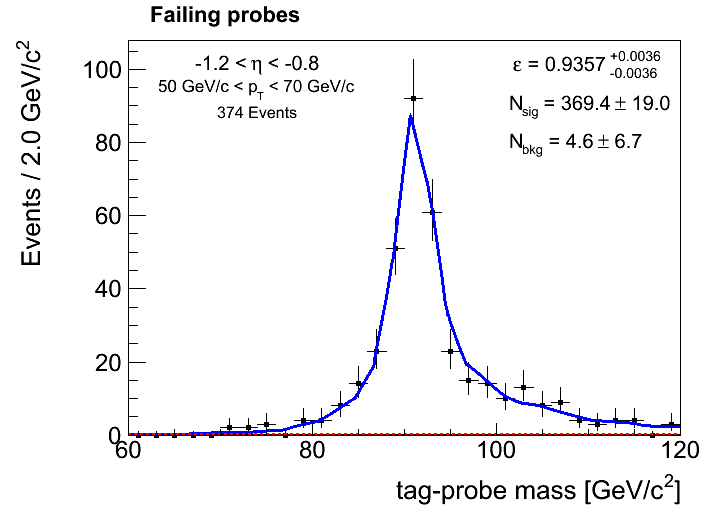 Failing probes
-1.2 < η < -0.8
50 GeV/c < p_T < 70 GeV/c
374 Events
ε = 0.9357 +0.0036 -0.0036
N_sig = 369.4 ± 19.0
N_bkg = 4.6 ± 6.7
Events / 2.0 GeV/c²
100
80
60
40
20
0
60 80 100 120
tag-probe mass [GeV/c²]